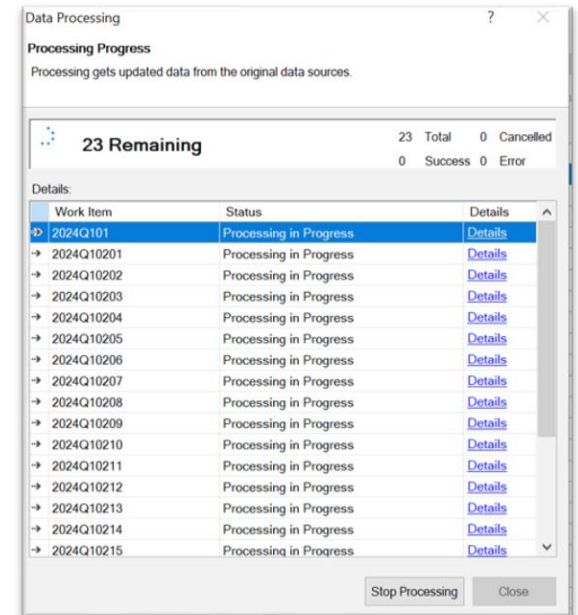 Data Processing ? ×
Processing Progress
Processing gets updated data from the original data sources.
23 Remaining
23 Total 0 Cancelled
0 Success 0 Error
Details:
Work Item Status Details
2024Q101 Processing in Progress Details
2024Q10201 Processing in Progress Details
2024Q10202 Processing in Progress Details
2024Q10203 Processing in Progress Details
2024Q10204 Processing in Progress Details
2024Q10205 Processing in Progress Details
2024Q10206 Processing in Progress Details
2024Q10207 Processing in Progress Details
2024Q10208 Processing in Progress Details
2024Q10209 Processing in Progress Details
2024Q10210 Processing in Progress Details
2024Q10211 Processing in Progress Details
2024Q10212 Processing in Progress Details
2024Q10213 Processing in Progress Details
2024Q10214 Processing in Progress Details
2024Q10215 Processing in Progress Details
Stop Processing Close